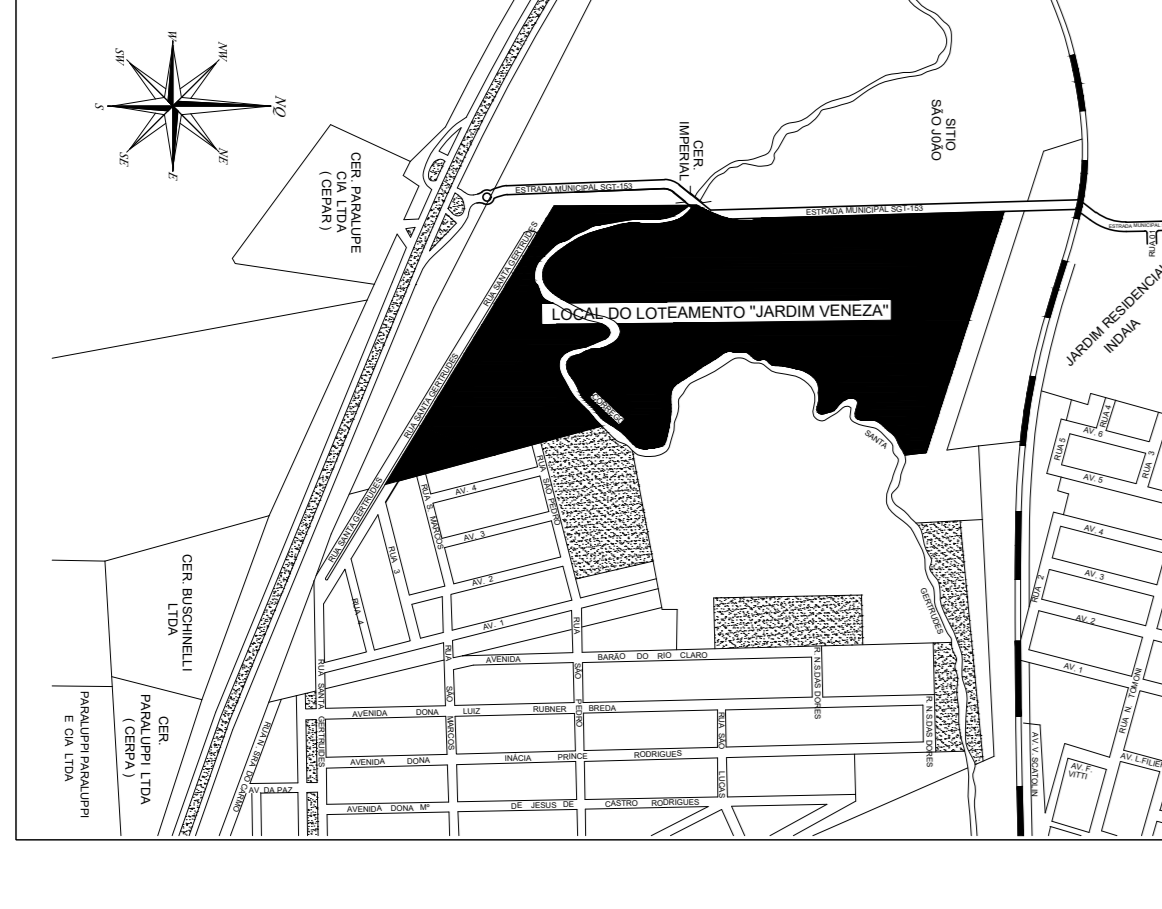 W
NW
NQ
NE
E
SE
S
SW
CER. PARALUPE
CIA LTDA
( CEPAR )
CER.
IMPERIAL
SITIO
SÃO JOÃO
ESTRADA MUNICIPAL SGT-153
ESTRADA MUNICIPAL SGT-153
ESTRADA MUNICIPAL
JARDIM RESIDENCIAL
INDAIA
RUA SANTA GERTRUDES
RUA SANTA GERTRUDES
RUA SANTA GERTRUDES
LOCAL DO LOTEAMENTO "JARDIM VENEZA"
CORREGO
SANTA
GERTRUDES
RUA SÃO PEDRO
RUA S. MARCOS
AV. 4
AV. 3
AV. 2
AV. 1
RUA 3
RUA 4
RUA 4
AV. 6
RUA 5
RUA 3
AV. 5
AV. 4
AV. 3
RUA 2
AV. 2
AV. 1
RUA N. TOMONI
AV. V.SCATOLIN
AV. F.
VITTI
AV. L.FILIER
CER. BUSCHINELLI
LTDA
CER.
PARALUPPI LTDA
( CERPA )
PARALUPPI PARALUPPI
E CIA LTDA
RUA N. SRA DO CARMO
AV. DA PAZ
RUA SANTA GERTRUDES
RUA SÃO MARCOS
RUA SÃO PEDRO
RUA SÃO LUCAS
R. N.S.DAS DORES
R. N.S.DAS DORES
AVENIDA BARÃO DO RIO CLARO
AVENIDA DONA LUIZ RUBNER BREDA
AVENIDA DONA INÁCIA PRINCE RODRIGUES
AVENIDA DONA Mº DE JESUS DE CASTRO RODRIGUES